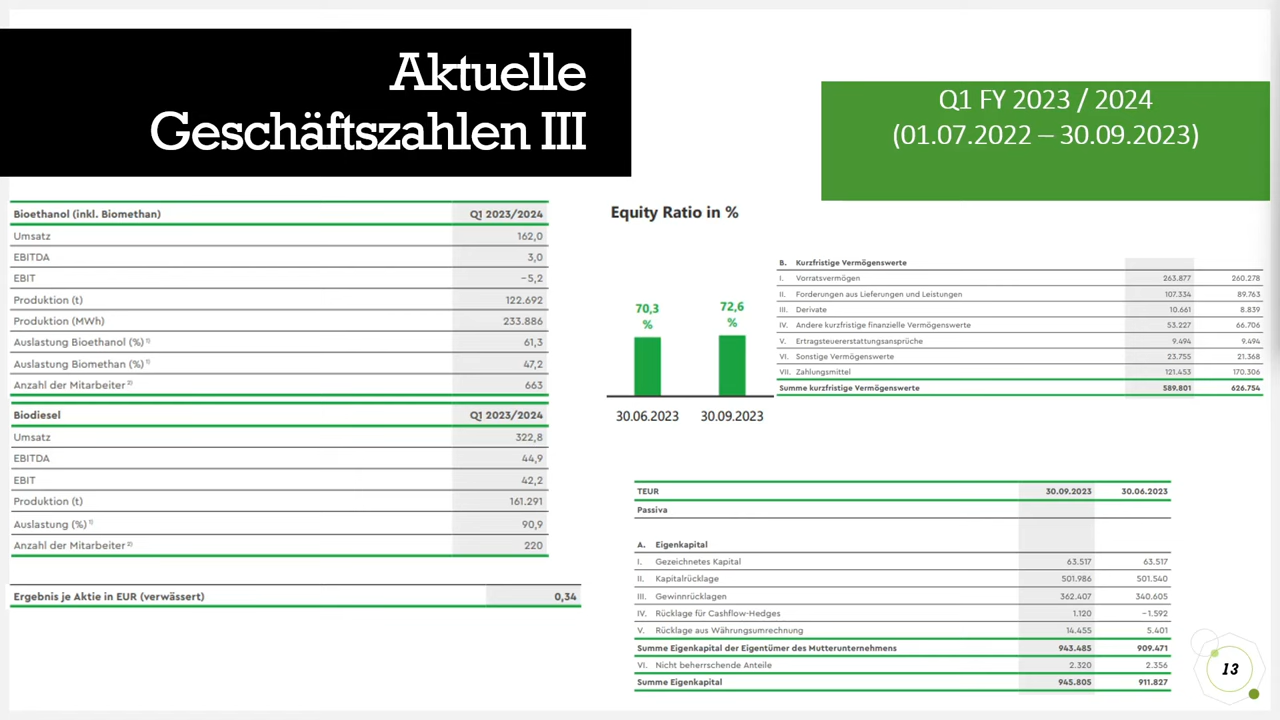 Aktuelle
Geschäftszahlen III
Q1 FY 2023 / 2024
(01.07.2022 – 30.09.2023)
Bioethanol (inkl. Biomethan) Q1 2023/2024
Umsatz 162,0
EBITDA 3,0
EBIT –5,2
Produktion (t) 122.692
Produktion (MWh) 233.886
Auslastung Bioethanol (%) 1) 61,3
Auslastung Biomethan (%) 1) 47,2
Anzahl der Mitarbeiter 2) 663
Biodiesel Q1 2023/2024
Umsatz 322,8
EBITDA 44,9
EBIT 42,2
Produktion (t) 161.291
Auslastung (%) 1) 90,9
Anzahl der Mitarbeiter 2) 220
Ergebnis je Aktie in EUR (verwässert) 0,34
Equity Ratio in %
70,3 %
72,6 %
30.06.2023 30.09.2023
B. Kurzfristige Vermögenswerte
I. Vorratsvermögen 263.877 260.278
II. Forderungen aus Lieferungen und Leistungen 107.334 89.763
III. Derivate 10.661 8.839
IV. Andere kurzfristige finanzielle Vermögenswerte 53.227 66.706
V. Ertragsteuererstattungsansprüche 9.494 9.494
VI. Sonstige Vermögenswerte 23.755 21.368
VII. Zahlungsmittel 121.453 170.306
Summe kurzfristige Vermögenswerte 589.801 626.754
TEUR 30.09.2023 30.06.2023
Passiva
A. Eigenkapital
I. Gezeichnetes Kapital 63.517 63.517
II. Kapitalrücklage 501.986 501.540
III. Gewinnrücklagen 362.407 340.605
IV. Rücklage für Cashflow-Hedges 1.120 –1.592
V. Rücklage aus Währungsumrechnung 14.455 5.401
Summe Eigenkapital der Eigentümer des Mutterunternehmens 943.485 909.471
VI. Nicht beherrschende Anteile 2.320 2.356
Summe Eigenkapital 945.805 911.827
13